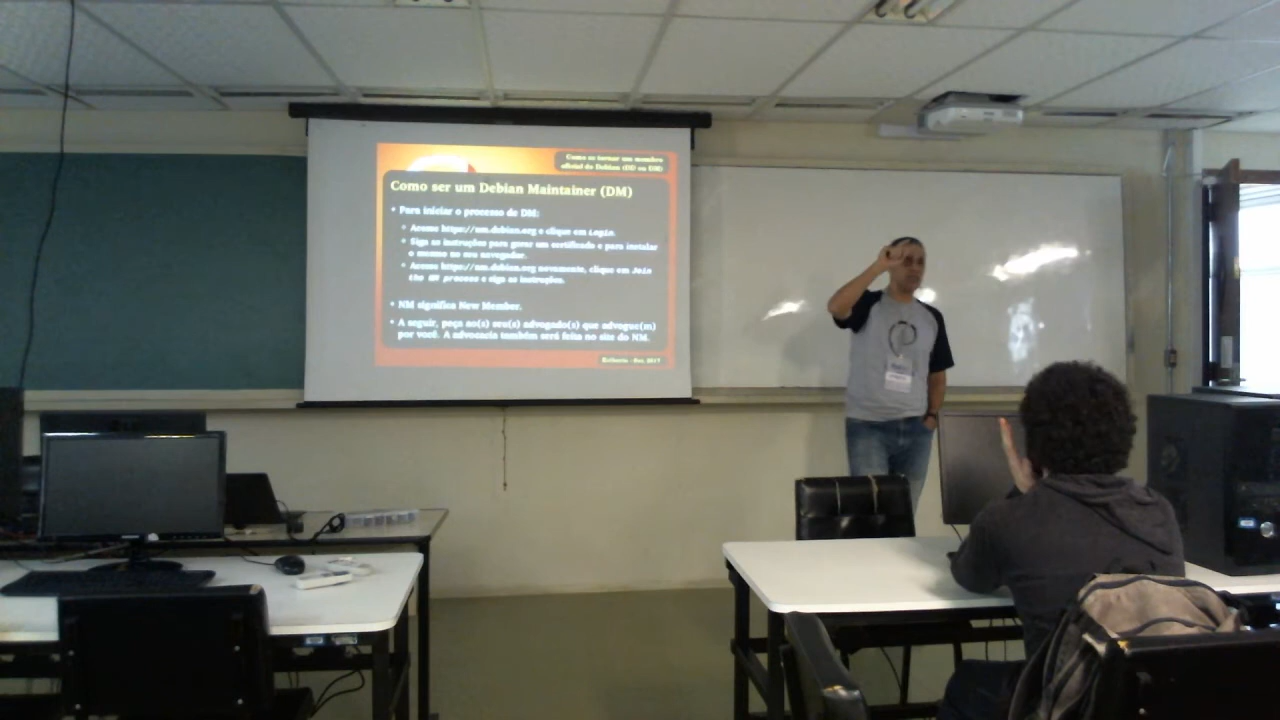 Como se tornar um membro
oficial do Debian (DD ou DM)
Como ser um Debian Maintainer (DM)
Para iniciar o processo de DM:
Acesse https://nm.debian.org e clique em Login.
Siga as instruções para gerar um certificado e para instalar
o mesmo no seu navegador.
Acesse https://nm.debian.org novamente, clique em Join
the NM process e siga as instruções.
NM significa New Member.
A seguir, peça ao(s) seu(s) advogado(s) que advogue(m)
por você. A advocacia também será feita no site do NM.
2017